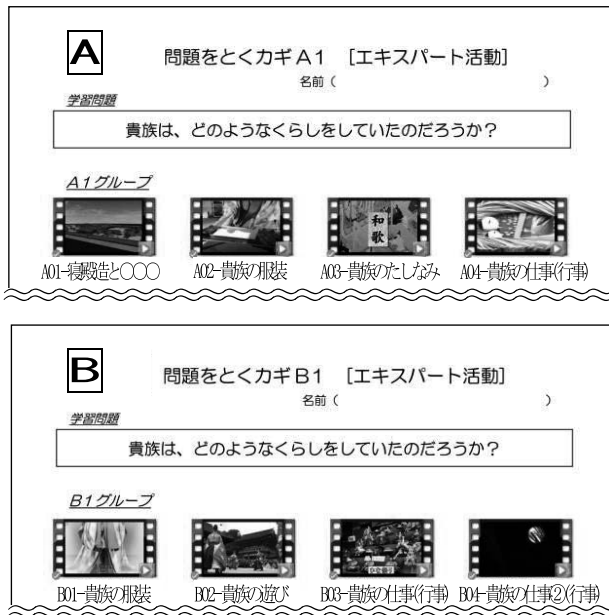 A
問題をとくカギA1 [エキスパート活動]
名前( )
学習問題
貴族は、どのようなくらしをしていたのだろうか?
A1グループ
和歌
A01-寝殿造と〇〇〇 A02-貴族の服装 A03-貴族のたしなみ A04-貴族の仕事(行事)
B
問題をとくカギB1 [エキスパート活動]
名前( )
学習問題
貴族は、どのようなくらしをしていたのだろうか?
B1グループ
B01-貴族の服装 B02-貴族の遊び B03-貴族の仕事(行事) B04-貴族の仕事②(行事)